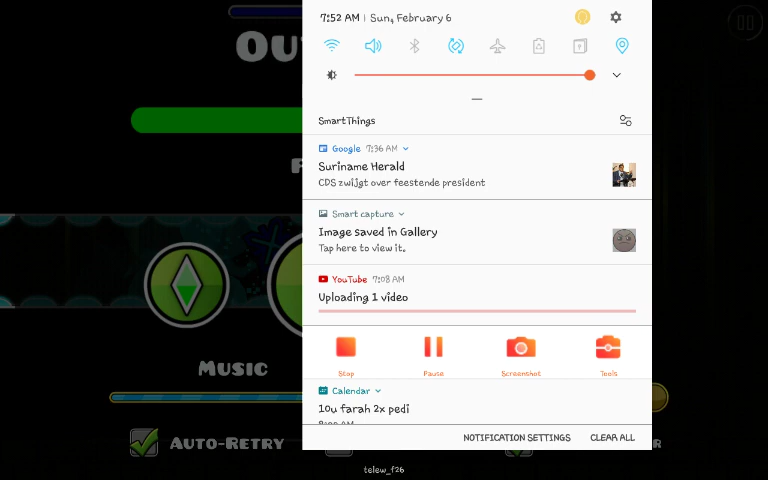 7:52 AM | Sun, February 6
SmartThings
Google 7:36 AM
Suriname Herald
CDS zwijgt over feestende president
Smart capture
Image saved in Gallery
Tap here to view it.
YouTube 7:08 AM
Uploading 1 video
Stop Pause Screenshot Tools
Calendar
10u farah 2x pedi
NOTIFICATION SETTINGS CLEAR ALL
Music
Auto-Retry
telew_f26